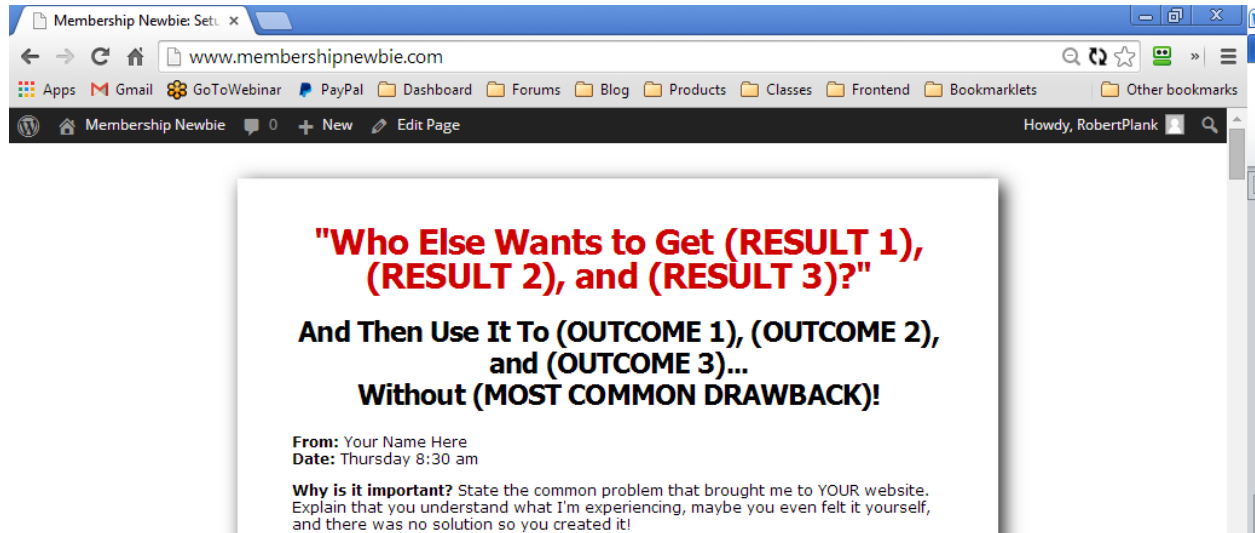 Membership Newbie: Setu
www.membershipnewbie.com
Apps Gmail GoToWebinar PayPal Dashboard Forums Blog Products Classes Frontend Bookmarklets Other bookmarks
Membership Newbie 0 New Edit Page Howdy, RobertPlank
"Who Else Wants to Get (RESULT 1),
(RESULT 2), and (RESULT 3)?"
And Then Use It To (OUTCOME 1), (OUTCOME 2),
and (OUTCOME 3)...
Without (MOST COMMON DRAWBACK)!
From: Your Name Here
Date: Thursday 8:30 am
Why is it important? State the common problem that brought me to YOUR website.
Explain that you understand what I'm experiencing, maybe you even felt it yourself,
and there was no solution so you created it!